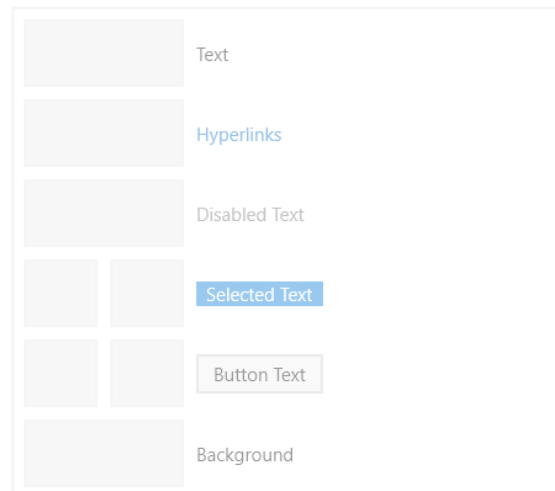 Text
Hyperlinks
Disabled Text
Selected Text
Button Text
Background